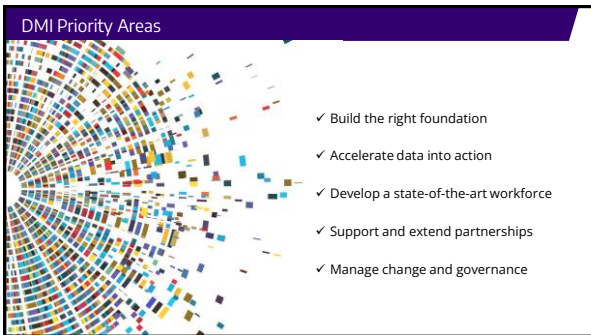 DMI Priority Areas
✓ Build the right foundation
✓ Accelerate data into action
✓ Develop a state-of-the-art workforce
✓ Support and extend partnerships
✓ Manage change and governance